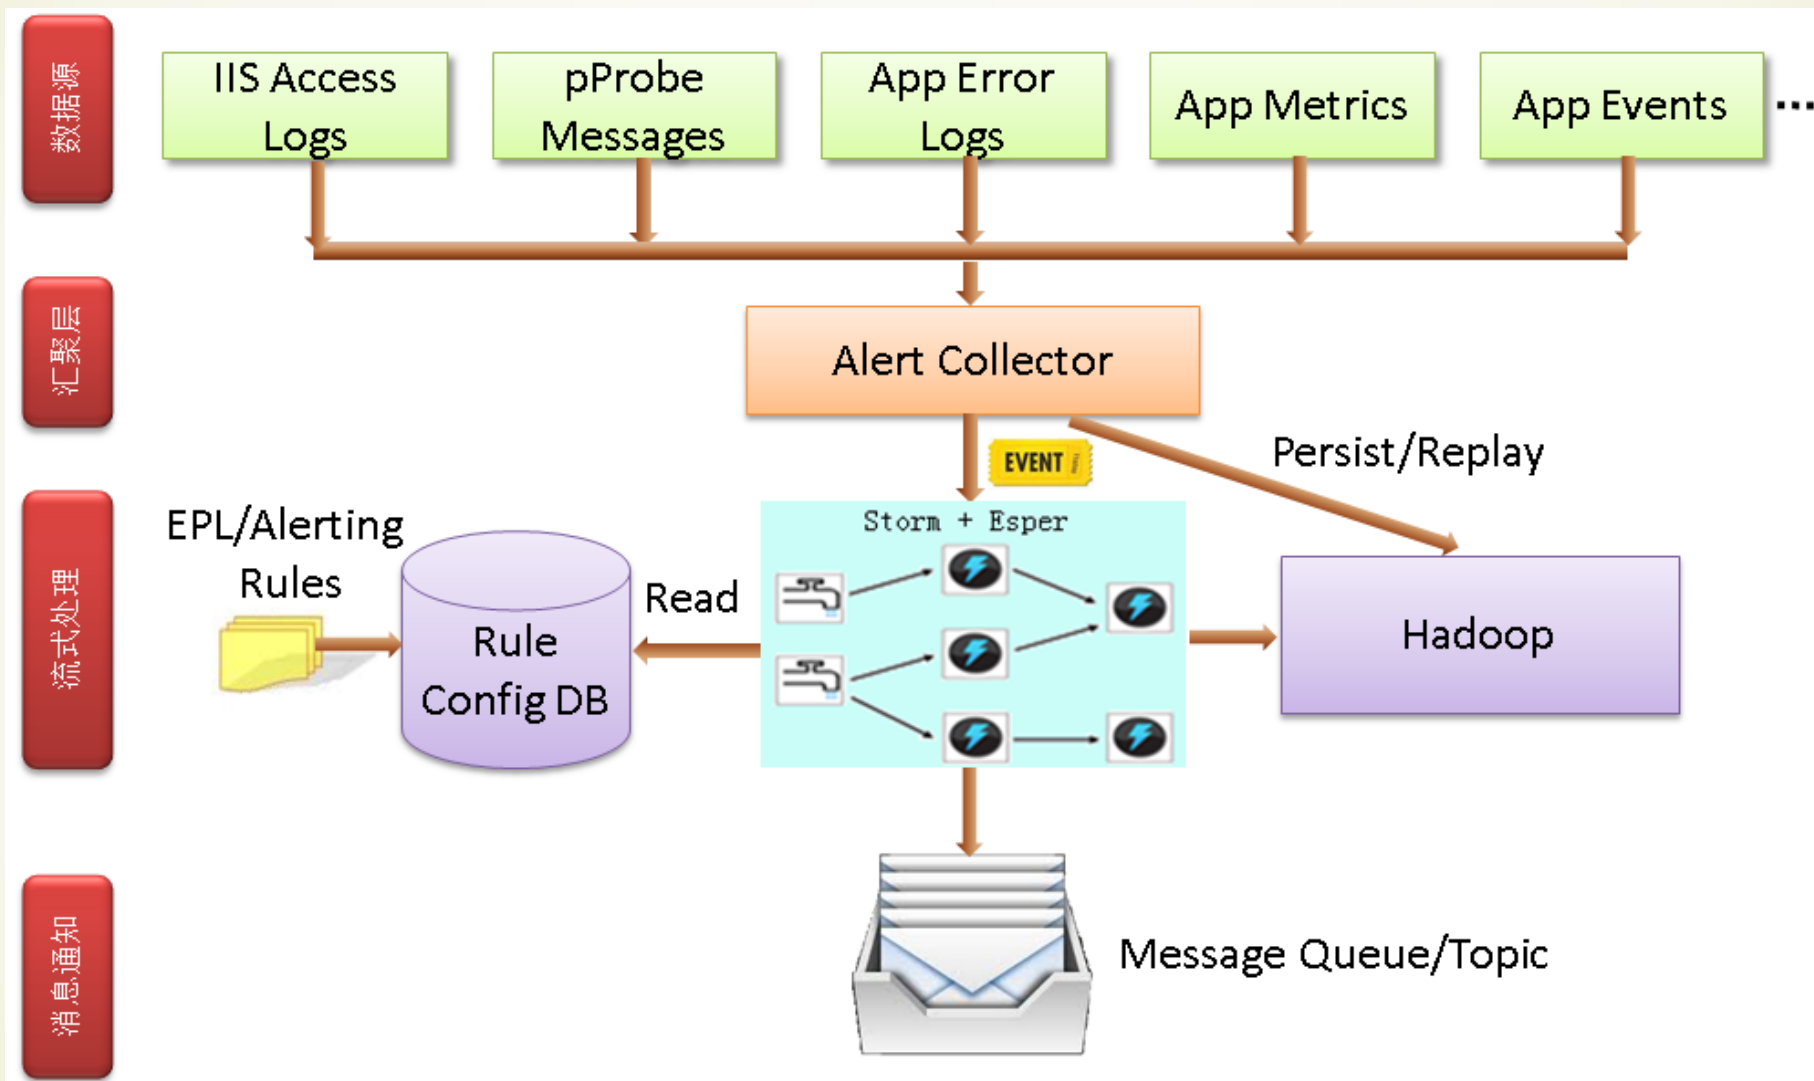 数据源
IIS Access
Logs
pProbe
Messages
App Error
Logs
App Metrics
App Events
...
汇聚层
Alert Collector
EVENT
Persist/Replay
流式处理
EPL/Alerting
Rules
Rule
Config DB
Read
Storm + Esper
Hadoop
消息通知
Message Queue/Topic